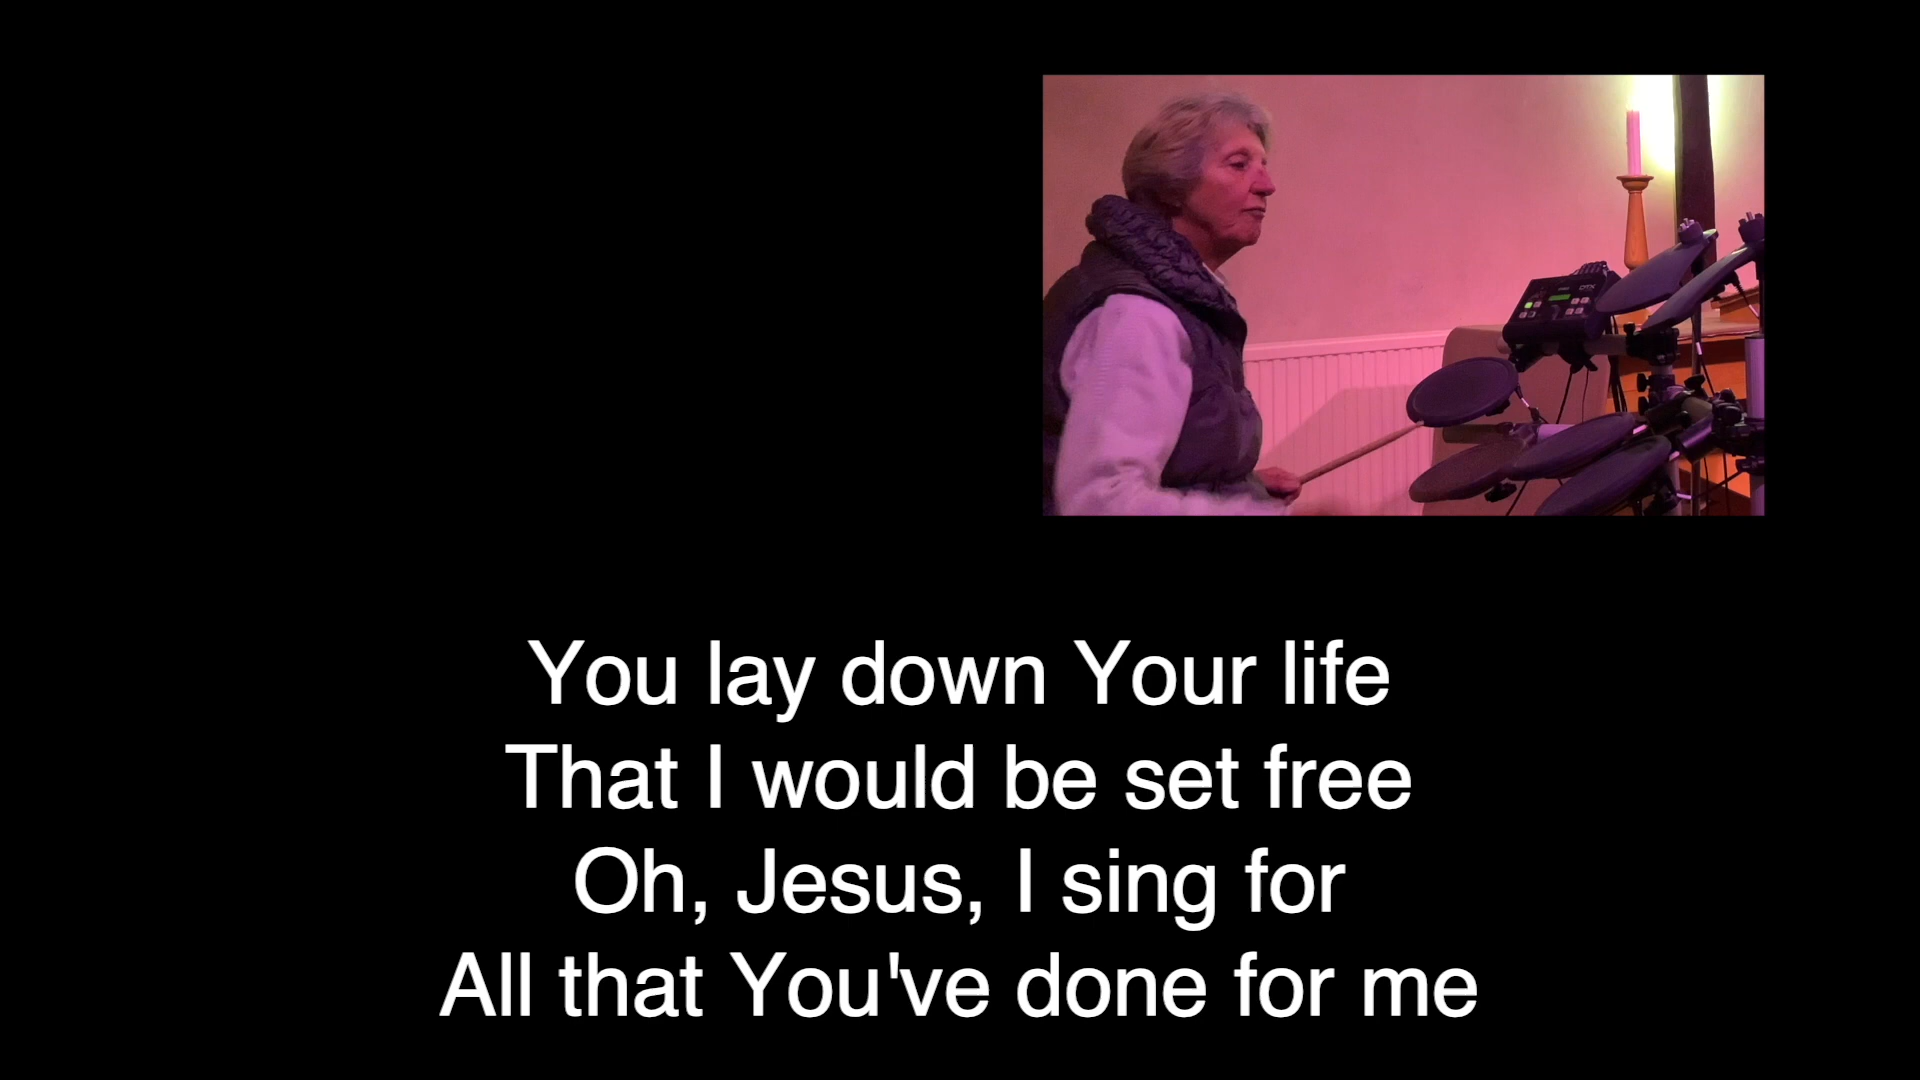 DTX
You lay down Your life
That I would be set free
Oh, Jesus, I sing for
All that You've done for me